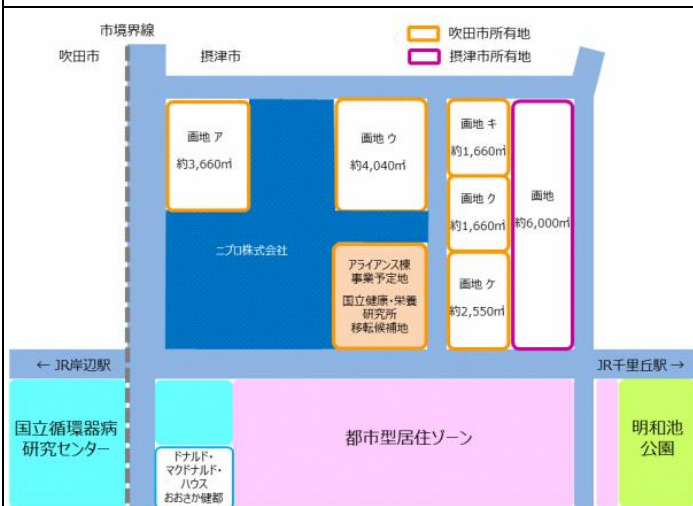 市境界線
吹田市
摂津市
吹田市所有地
摂津市所有地
画地 ア
約3,660㎡
画地 ウ
約4,040㎡
画地 キ
約1,660㎡
画地 ク
約1,660㎡
画地 ケ
約2,550㎡
画地
約6,000㎡
ニプロ株式会社
アライアンス棟
事業予定地
国立健康・栄養
研究所
移転候補地
← JR岸辺駅
JR千里丘駅 →
国立循環器病
研究センター
ドナルド・
マクドナルド・
ハウス
おおさか健都
都市型居住ゾーン
明和池
公園